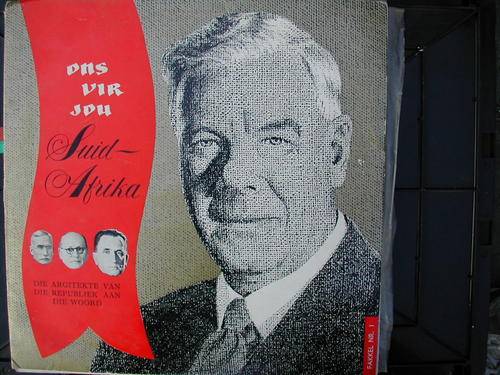 ons
vir
jou
Suid-
Afrika
DIE ARGITEKTE VAN
DIE REPUBLIEK AAN
DIE WOORD
FAKKEL NR. 1